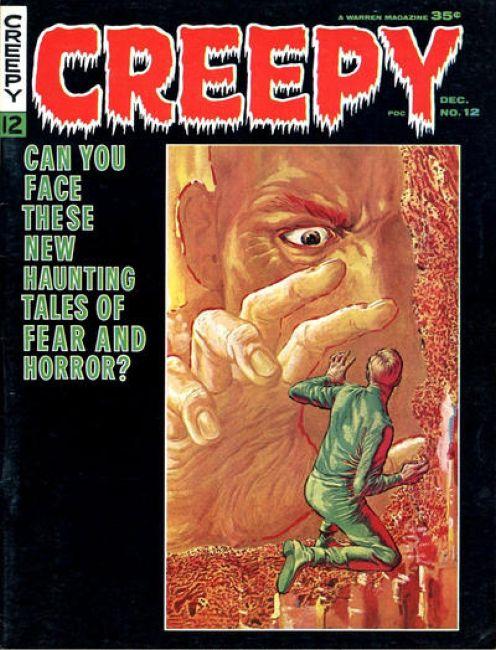 CREEPY
12
A WARREN MAGAZINE 35¢
CREEPY
DEC.
PDC NO. 12
CAN YOU
FACE
THESE
NEW
HAUNTING
TALES OF
FEAR AND
HORROR?